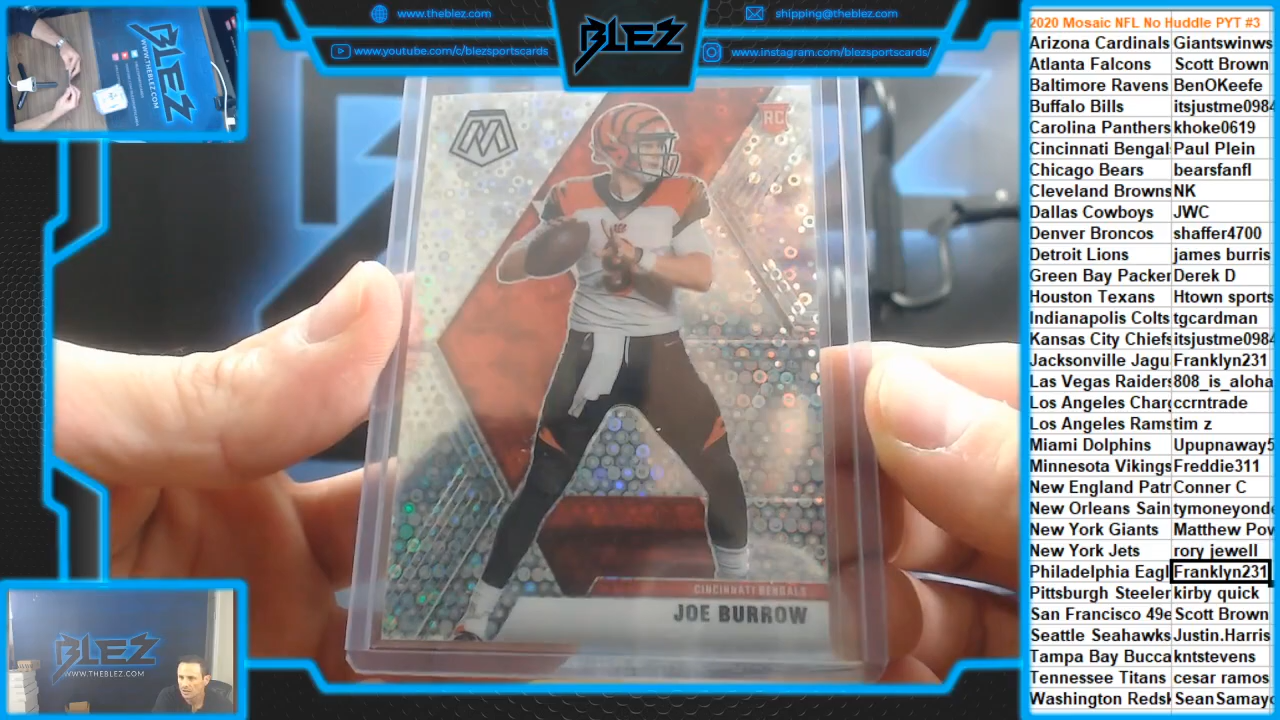 www.theblez.com
www.youtube.com/c/blezsportscards
BLEZ
shipping@theblez.com
www.instagram.com/blezsportscards/
BLEZ
WWW.THEBLEZ.COM
RC
CINCINNATI BENGALS
JOE BURROW
BLEZ
WWW.THEBLEZ.COM
2020 Mosaic NFL No Huddle PYT #3
Arizona Cardinals Giantswinws
Atlanta Falcons Scott Brown
Baltimore Ravens BenOKeefe
Buffalo Bills itsjustme0984
Carolina Panthers khoke0619
Cincinnati Bengal Paul Plein
Chicago Bears bearsfanfl
Cleveland Browns NK
Dallas Cowboys JWC
Denver Broncos shaffer4700
Detroit Lions james burris
Green Bay Packer Derek D
Houston Texans Htown sports
Indianapolis Colts tgcardman
Kansas City Chiefs itsjustme0984
Jacksonville Jagu Franklyn231
Las Vegas Raiders 808_is_aloha
Los Angeles Charg ccrntrade
Los Angeles Rams tim z
Miami Dolphins Upupnaway5
Minnesota Vikings Freddie311
New England Patr Conner C
New Orleans Sain tymoneyond
New York Giants Matthew Pov
New York Jets rory jewell
Philadelphia Eagl Franklyn231
Pittsburgh Steeler kirby quick
San Francisco 49e Scott Brown
Seattle Seahawks Justin.Harris
Tampa Bay Bucca kntstevens
Tennessee Titans cesar ramos
Washington Redsk SeanSamayo